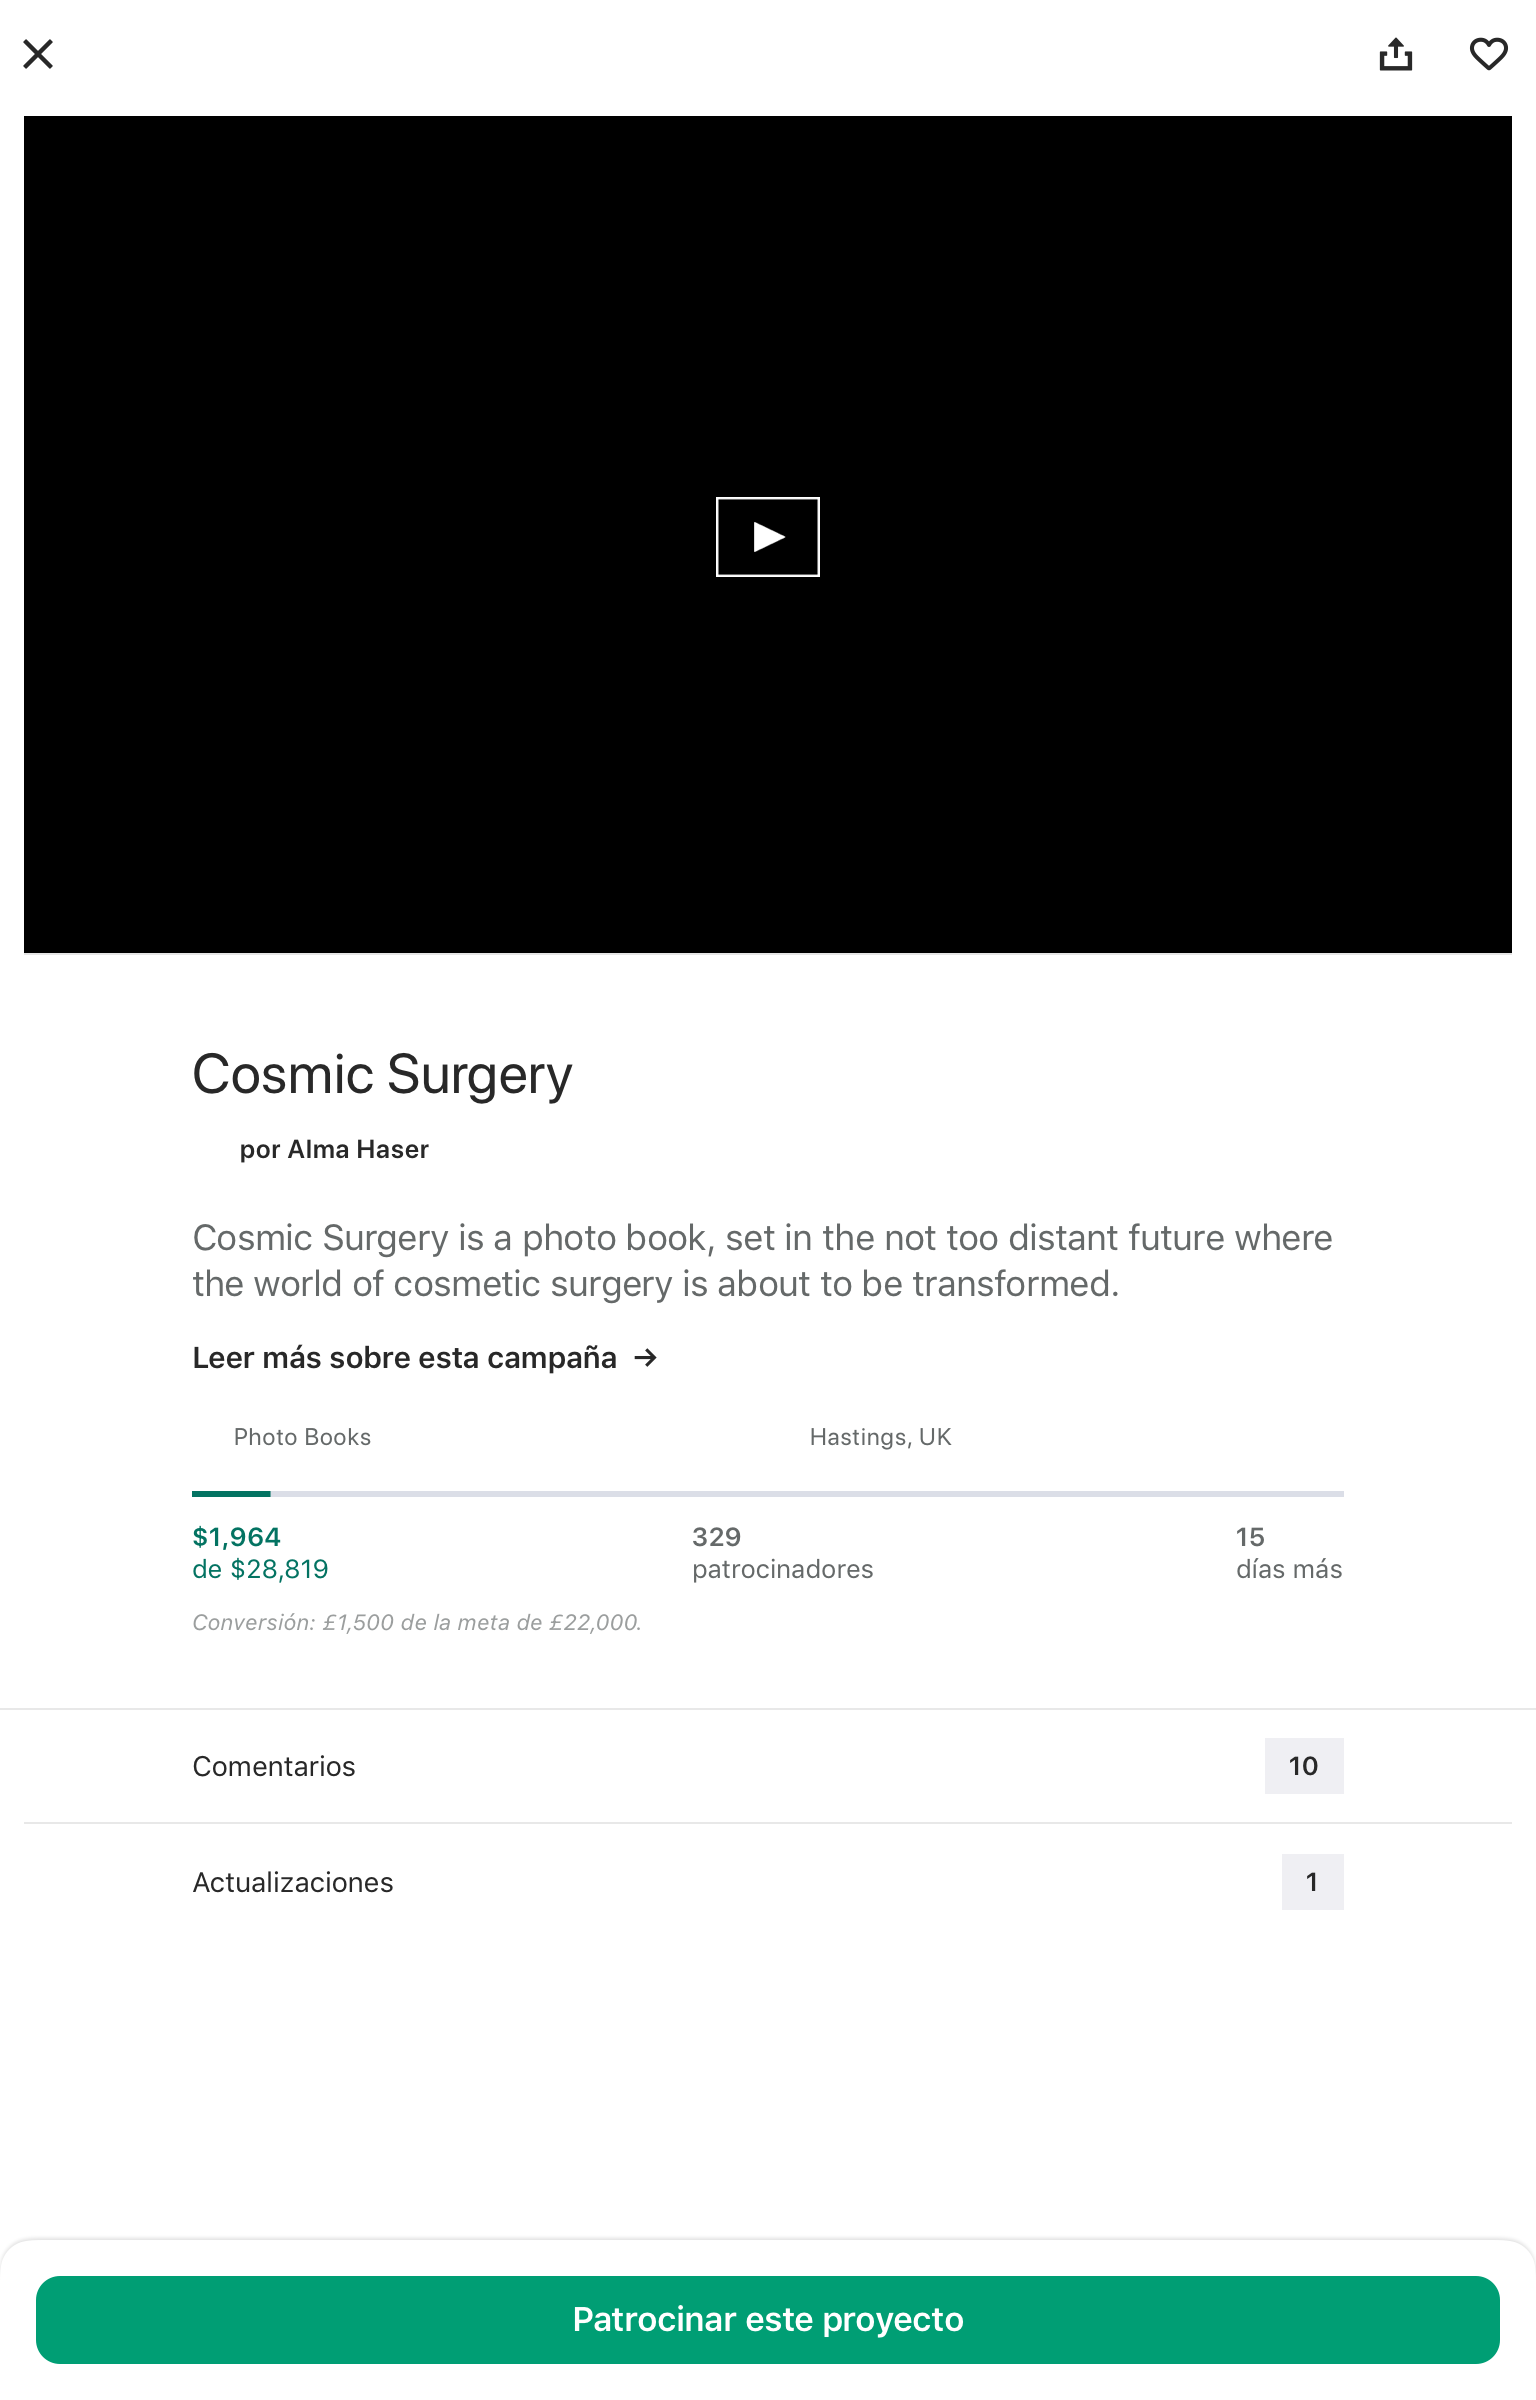 Cosmic Surgery
por Alma Haser
Cosmic Surgery is a photo book, set in the not too distant future where
the world of cosmetic surgery is about to be transformed.
Leer más sobre esta campaña →
Photo Books
Hastings, UK
$1,964
de $28,819
329
patrocinadores
15
días más
Conversión: £1,500 de la meta de £22,000.
Comentarios
10
Actualizaciones
1
Patrocinar este proyecto